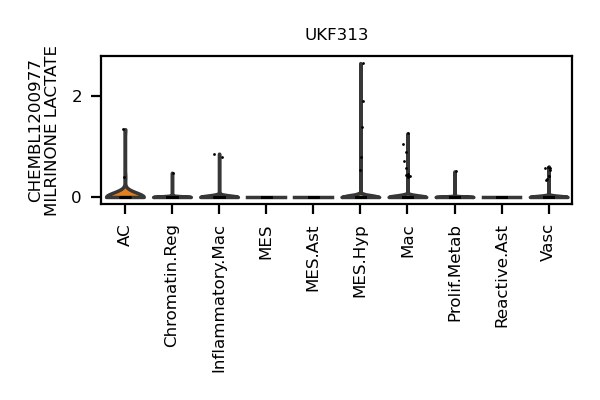 UKF313
CHEMBL1200977
MILRINONE LACTATE
2
0
AC
Chromatin.Reg
Inflammatory.Mac
MES
MES.Ast
MES.Hyp
Mac
Prolif.Metab
Reactive.Ast
Vasc